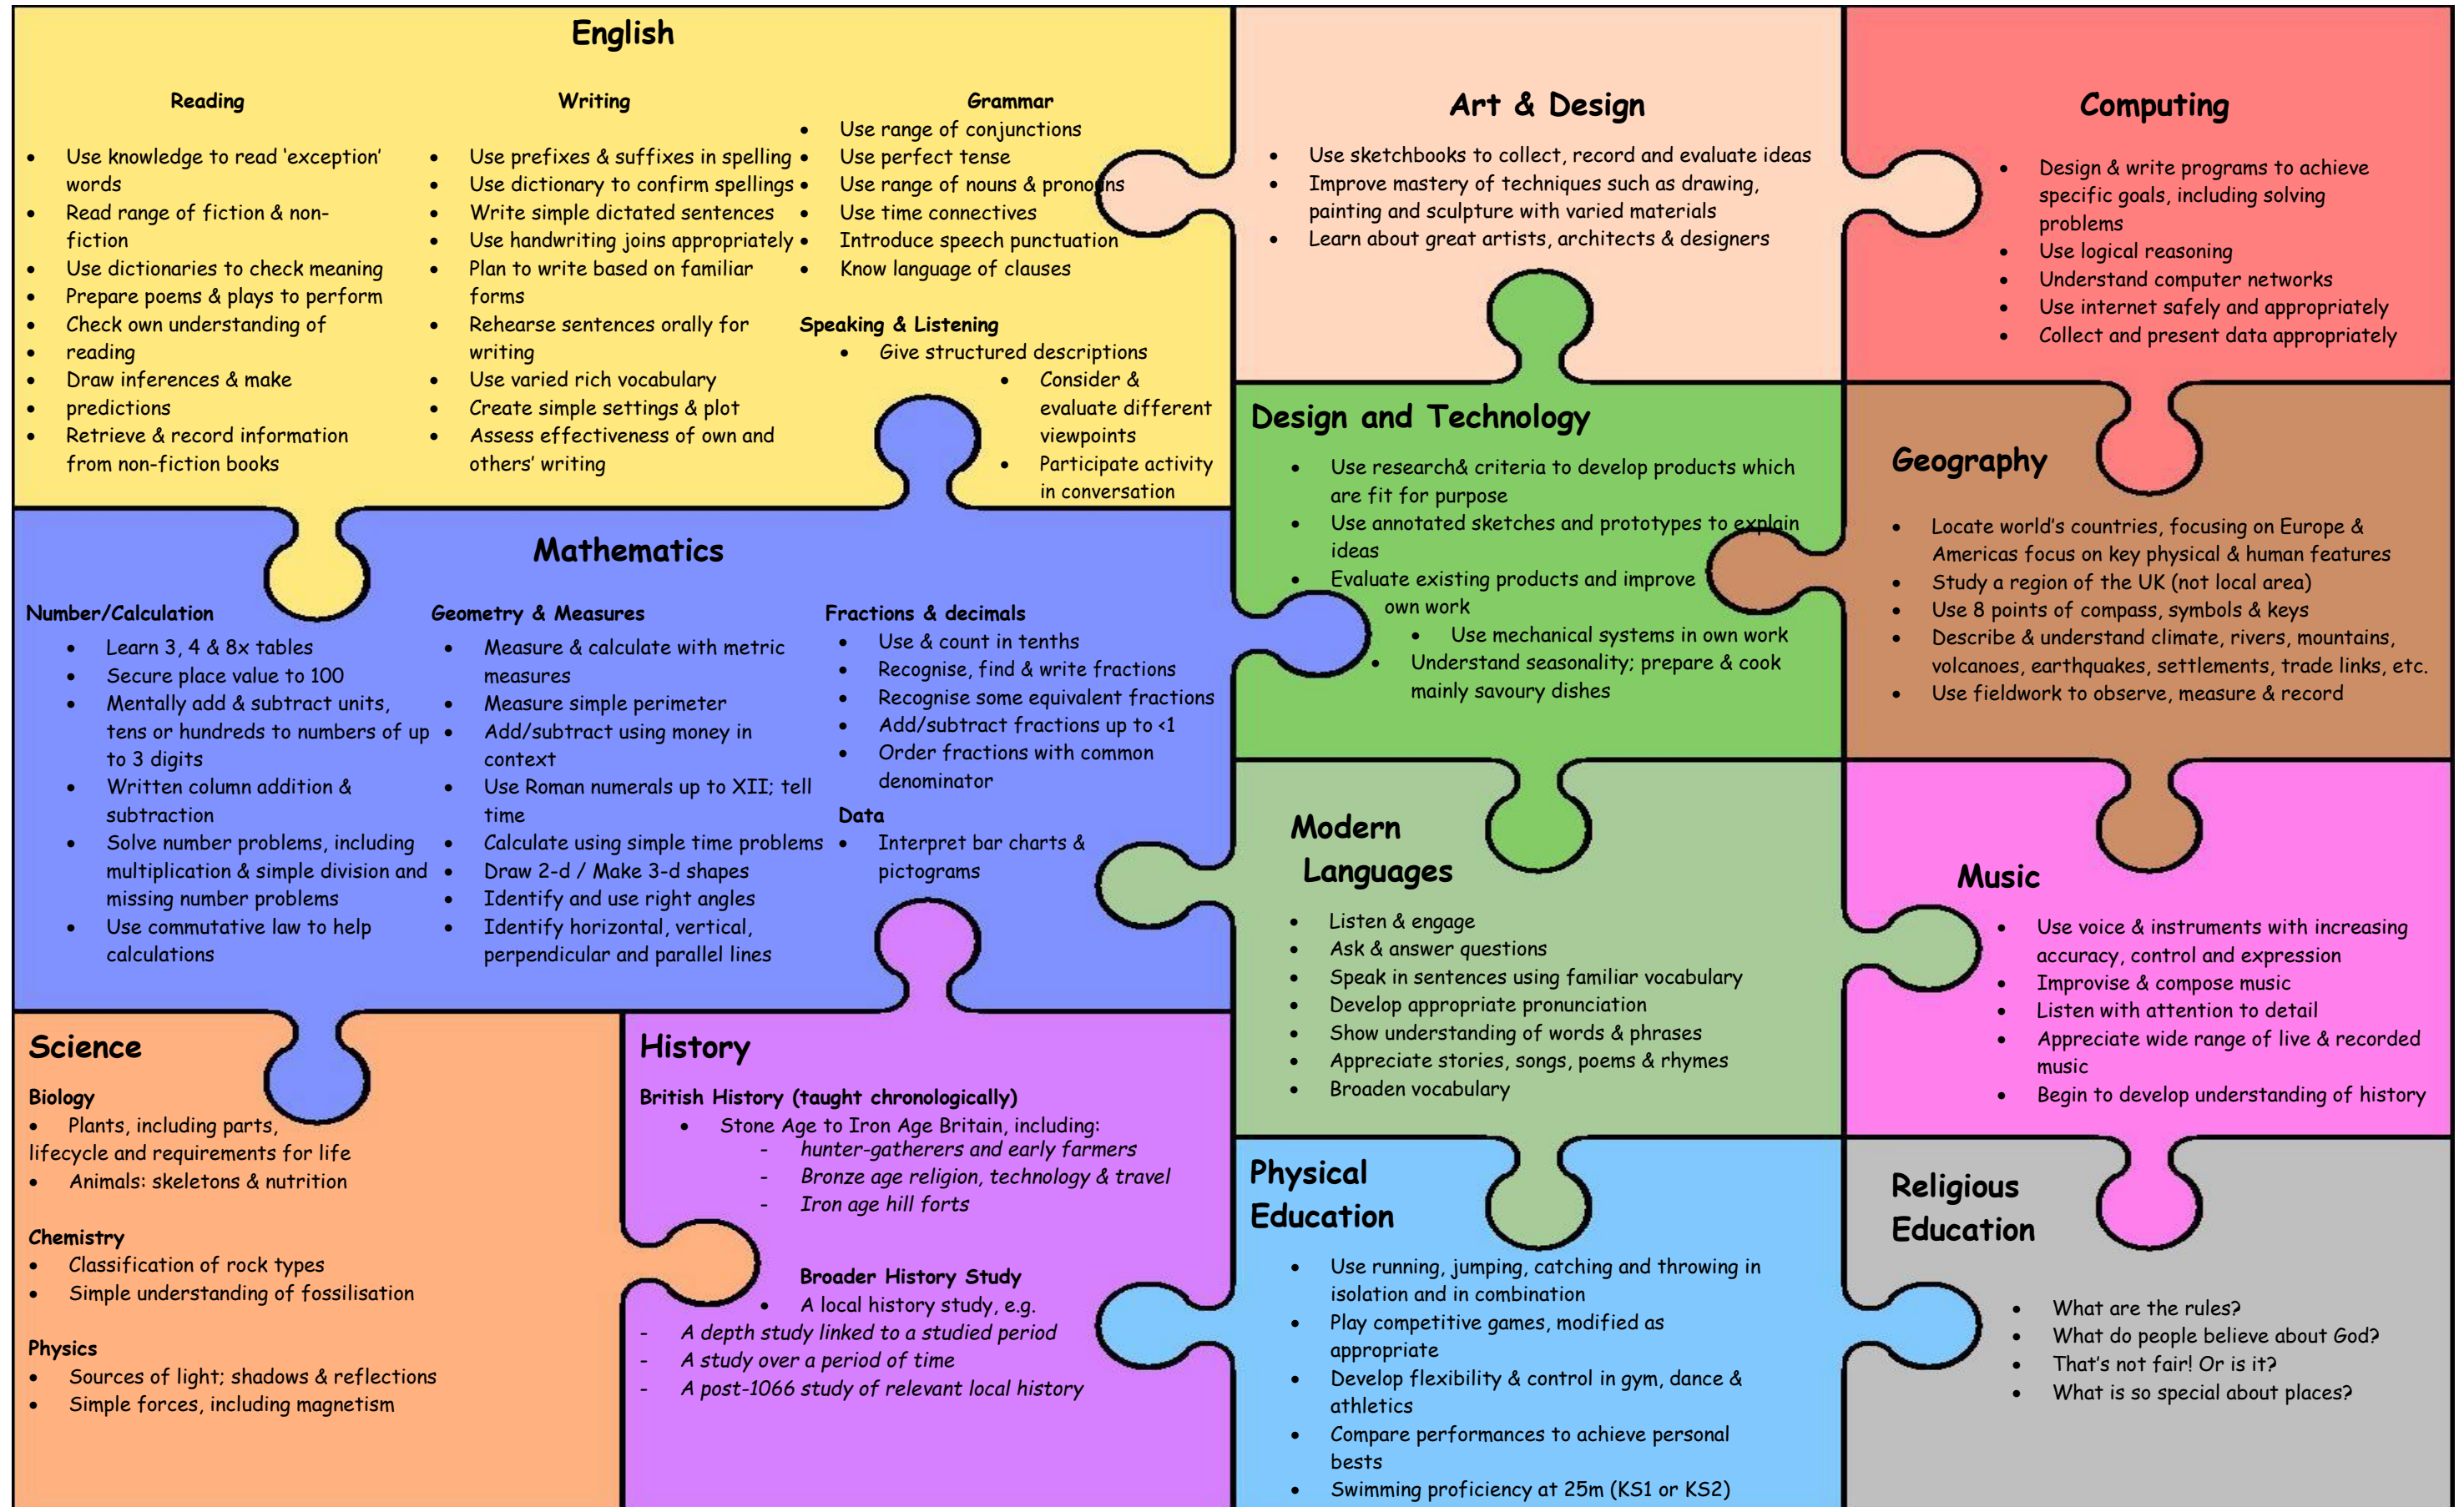 English
Reading
• Use knowledge to read ‘exception’
words
• Read range of fiction & non-
fiction
• Use dictionaries to check meaning
• Prepare poems & plays to perform
• Check own understanding of
• reading
• Draw inferences & make
• predictions
• Retrieve & record information
from non-fiction books
Writing
• Use prefixes & suffixes in spelling
• Use dictionary to confirm spellings
• Write simple dictated sentences
• Use handwriting joins appropriately
• Plan to write based on familiar
forms
• Rehearse sentences orally for
writing
• Use varied rich vocabulary
• Create simple settings & plot
• Assess effectiveness of own and
others’ writing
Grammar
• Use range of conjunctions
• Use perfect tense
• Use range of nouns & pronouns
• Use time connectives
• Introduce speech punctuation
• Know language of clauses
Speaking & Listening
• Give structured descriptions
• Consider &
evaluate different
viewpoints
• Participate activity
in conversation
Art & Design
• Use sketchbooks to collect, record and evaluate ideas
• Improve mastery of techniques such as drawing,
painting and sculpture with varied materials
• Learn about great artists, architects & designers
Computing
• Design & write programs to achieve
specific goals, including solving
problems
• Use logical reasoning
• Understand computer networks
• Use internet safely and appropriately
• Collect and present data appropriately
Design and Technology
• Use research& criteria to develop products which
are fit for purpose
• Use annotated sketches and prototypes to explain
ideas
• Evaluate existing products and improve
own work
• Use mechanical systems in own work
• Understand seasonality; prepare & cook
mainly savoury dishes
Geography
• Locate world’s countries, focusing on Europe &
Americas focus on key physical & human features
• Study a region of the UK (not local area)
• Use 8 points of compass, symbols & keys
• Describe & understand climate, rivers, mountains,
volcanoes, earthquakes, settlements, trade links, etc.
• Use fieldwork to observe, measure & record
Mathematics
Number/Calculation
• Learn 3, 4 & 8x tables
• Secure place value to 100
• Mentally add & subtract units,
tens or hundreds to numbers of up
to 3 digits
• Written column addition &
subtraction
• Solve number problems, including
multiplication & simple division and
missing number problems
• Use commutative law to help
calculations
Geometry & Measures
• Measure & calculate with metric
measures
• Measure simple perimeter
• Add/subtract using money in
context
• Use Roman numerals up to XII; tell
time
• Calculate using simple time problems
• Draw 2-d / Make 3-d shapes
• Identify and use right angles
• Identify horizontal, vertical,
perpendicular and parallel lines
Fractions & decimals
• Use & count in tenths
• Recognise, find & write fractions
• Recognise some equivalent fractions
• Add/subtract fractions up to <1
• Order fractions with common
denominator
Data
• Interpret bar charts &
pictograms
Modern
Languages
• Listen & engage
• Ask & answer questions
• Speak in sentences using familiar vocabulary
• Develop appropriate pronunciation
• Show understanding of words & phrases
• Appreciate stories, songs, poems & rhymes
• Broaden vocabulary
Music
• Use voice & instruments with increasing
accuracy, control and expression
• Improvise & compose music
• Listen with attention to detail
• Appreciate wide range of live & recorded
music
• Begin to develop understanding of history
Science
Biology
• Plants, including parts,
lifecycle and requirements for life
• Animals: skeletons & nutrition
Chemistry
• Classification of rock types
• Simple understanding of fossilisation
Physics
• Sources of light; shadows & reflections
• Simple forces, including magnetism
History
British History (taught chronologically)
• Stone Age to Iron Age Britain, including:
- hunter-gatherers and early farmers
- Bronze age religion, technology & travel
- Iron age hill forts
Broader History Study
• A local history study, e.g.
- A depth study linked to a studied period
- A study over a period of time
- A post-1066 study of relevant local history
Physical
Education
• Use running, jumping, catching and throwing in
isolation and in combination
• Play competitive games, modified as
appropriate
• Develop flexibility & control in gym, dance &
athletics
• Compare performances to achieve personal
bests
• Swimming proficiency at 25m (KS1 or KS2)
Religious
Education
• What are the rules?
• What do people believe about God?
• That’s not fair! Or is it?
• What is so special about places?